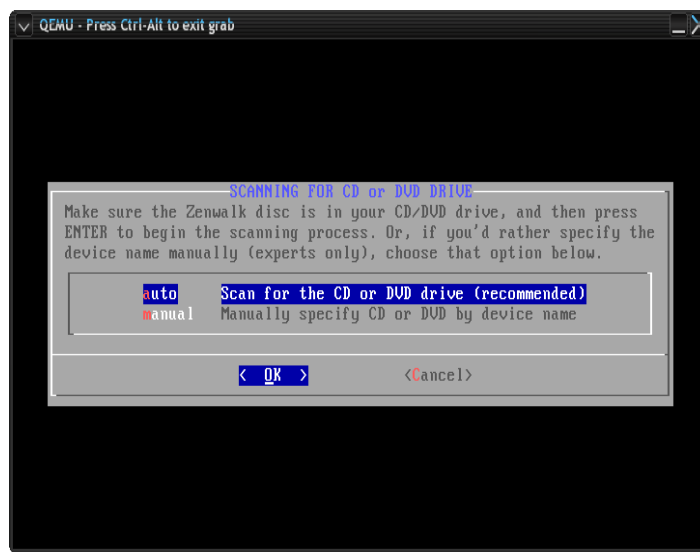 QEMU - Press Ctrl-Alt to exit grab
SCANNING FOR CD or DVD DRIVE
Make sure the Zenwalk disc is in your CD/DVD drive, and then press
ENTER to begin the scanning process. Or, if you'd rather specify the
device name manually (experts only), choose that option below.
auto Scan for the CD or DVD drive (recommended)
manual Manually specify CD or DVD by device name
< OK > <Cancel>